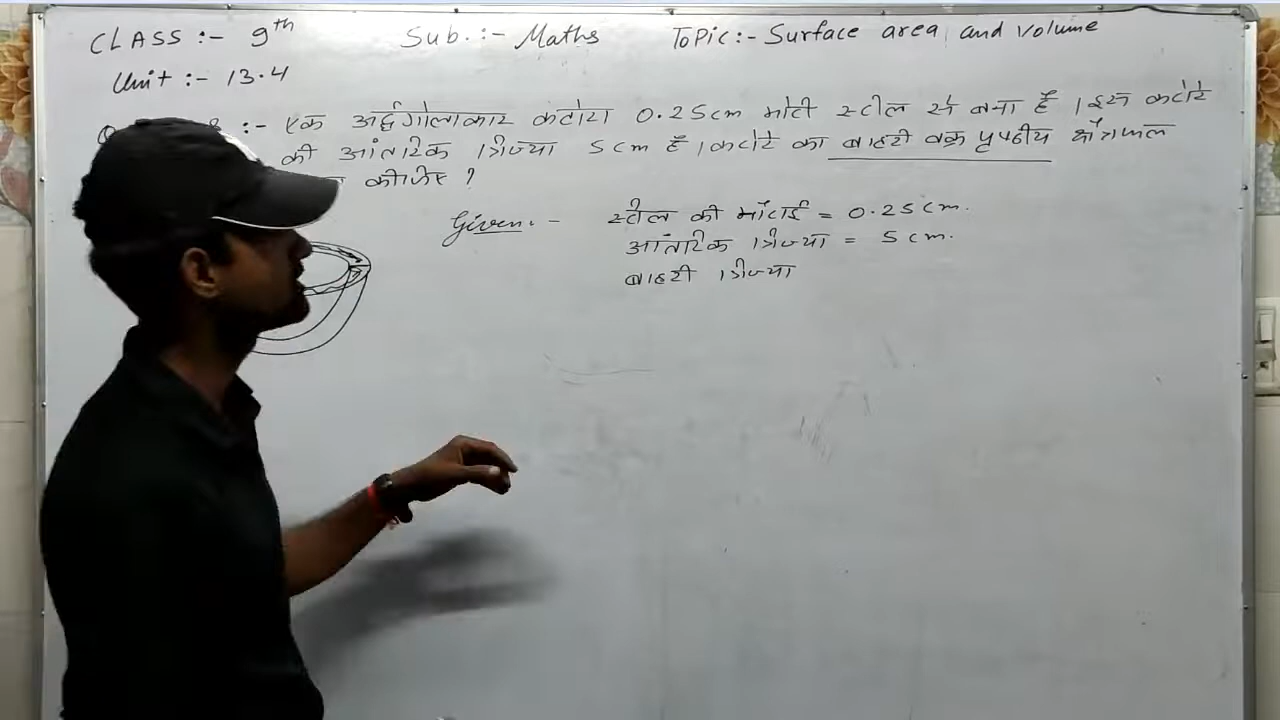 CLASS :- 9th Sub. :- Maths Topic:- Surface area and volume
Unit :- 13.4
:- एक अर्द्धगोलाकार कटोरा 0.25cm मोटी स्टील से बना है । इस कटोरे
की आंतरिक त्रिज्या 5cm है । कटोरे का बाहरी वक्र पृष्ठीय क्षेत्रफल
कीजिए ?
Given:- स्टील की मोटाई = 0.25cm.
आंतरिक त्रिज्या = 5cm.
बाहरी त्रिज्या